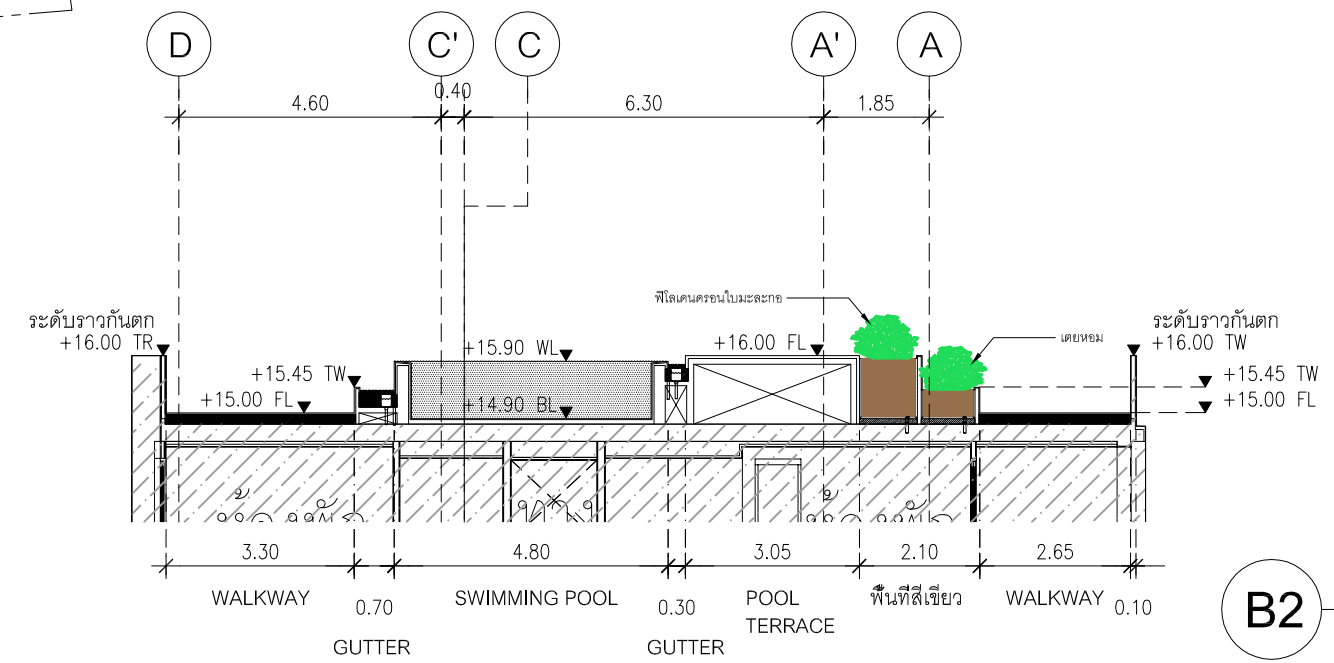 D
C'
C
A'
A
4.60
0.40
6.30
1.85
ฟิโลเดนดรอนใบมะละกอ
เตยหอม
ระดับราวกันตก
+16.00 TR
ระดับราวกันตก
+16.00 TW
+15.90 WL
+16.00 FL
+15.45 TW
+15.45 TW
+15.00 FL
+15.00 FL
+14.90 BL
3.30
4.80
3.05
2.10
2.65
WALKWAY
0.70
SWIMMING POOL
0.30
POOL
TERRACE
พื้นที่สีเขียว
WALKWAY
0.10
GUTTER
GUTTER
B2